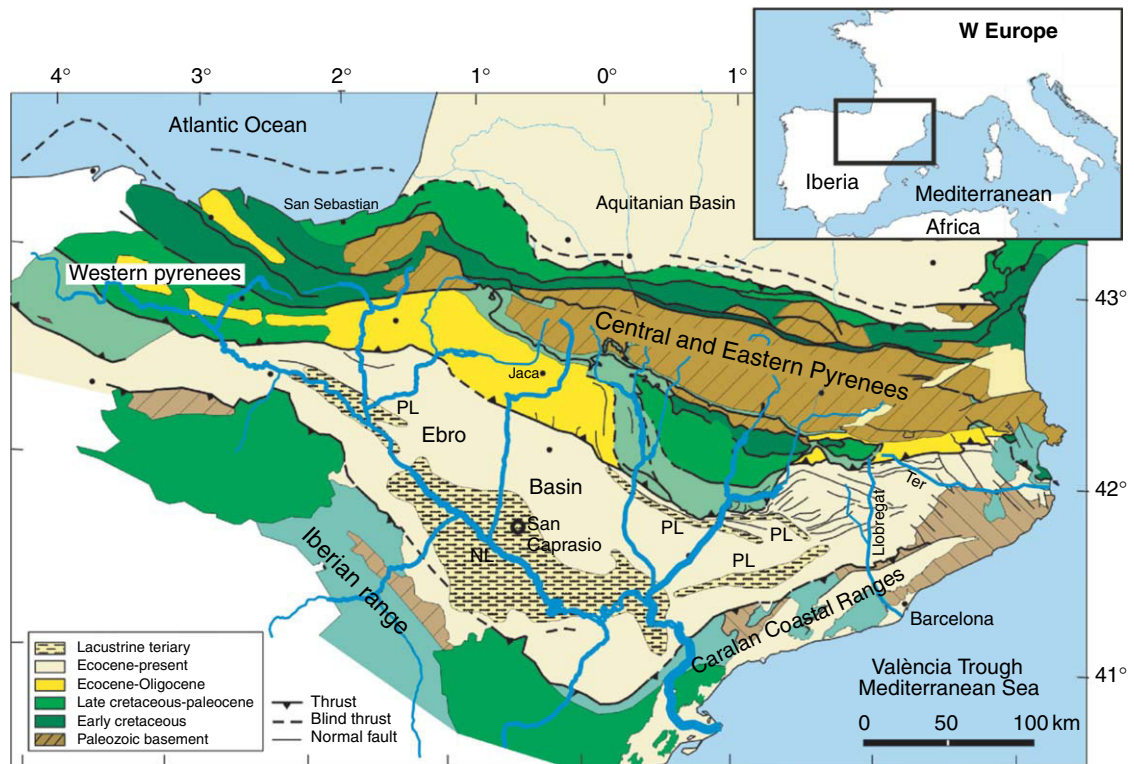 W Europe
Iberia
Mediterranean
Africa
4°
3°
2°
1°
0°
1°
Atlantic Ocean
San Sebastian
Aquitanian Basin
Western pyrenees
43°
Central and Eastern Pyrenees
Jaca
PL
Ebro
Basin
42°
Ter
Llobregat
PL
PL
PL
San
Caprasio
NL
Iberian range
Caralan Coastal Ranges
Barcelona
València Trough
Mediterranean Sea
41°
0 50 100 km
Lacustrine teriary
Ecocene-present
Ecocene-Oligocene
Late cretaceous-paleocene
Early cretaceous
Paleozoic basement
Thrust
Blind thrust
Normal fault